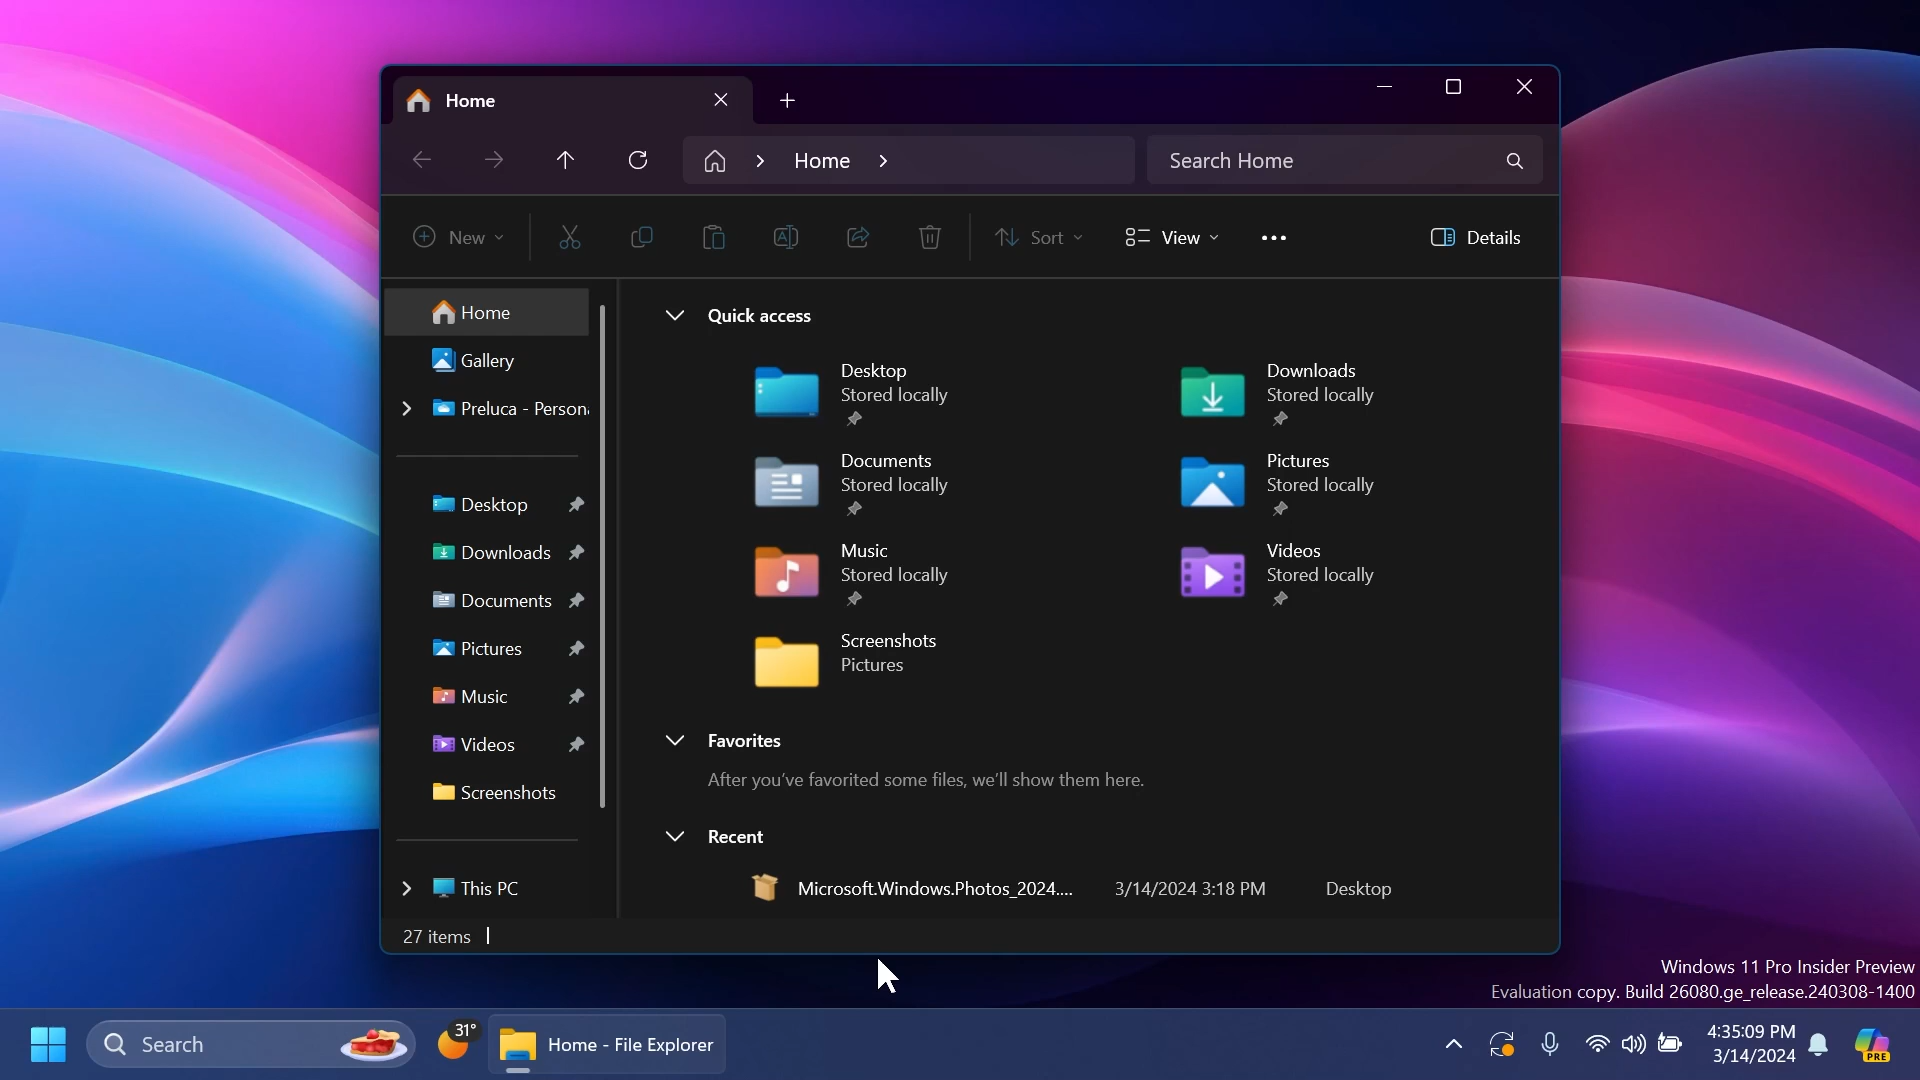 Home
Home
Search Home
New
Sort
View
Details
Home
Gallery
Preluca - Persona
Desktop
Downloads
Documents
Pictures
Music
Videos
Screenshots
This PC
Quick access
Desktop
Stored locally
Downloads
Stored locally
Documents
Stored locally
Pictures
Stored locally
Music
Stored locally
Videos
Stored locally
Screenshots
Pictures
Favorites
After you've favorited some files, we'll show them here.
Recent
Microsoft.Windows.Photos_2024.... 3/14/2024 3:18 PM Desktop
27 items
Windows 11 Pro Insider Preview
Evaluation copy. Build 26080.ge_release.240308-1400
Search
31°
Home - File Explorer
4:35:09 PM
3/14/2024
PRE